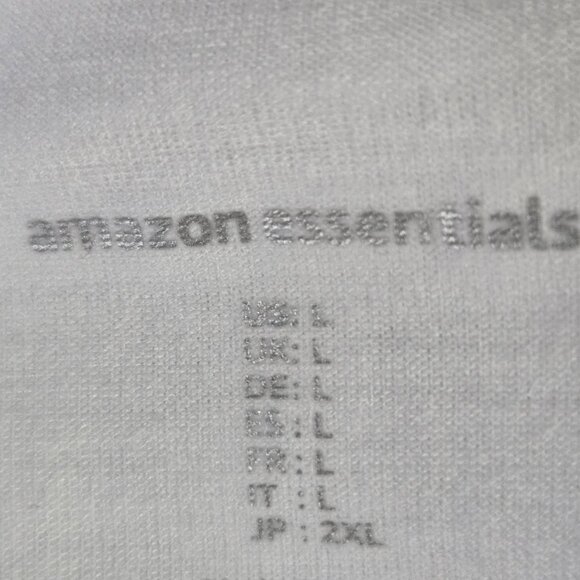 amazon essentials
US: L
UK: L
DE: L
ES : L
FR : L
IT : L
JP : 2XL